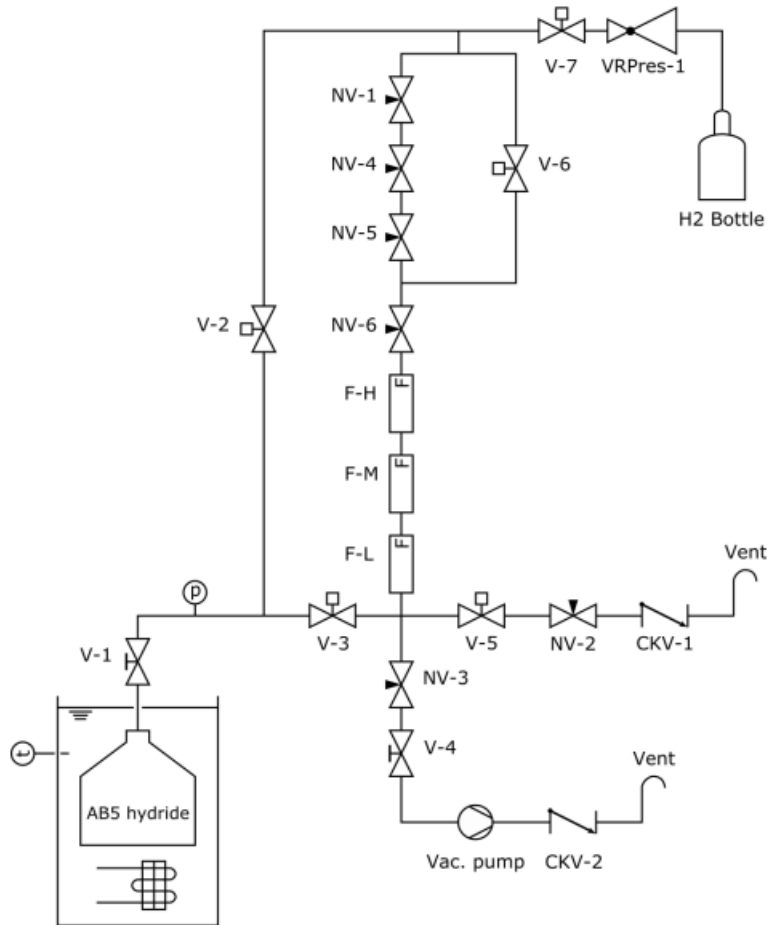 V-7
VRPres-1
NV-1
NV-4
V-6
H2 Bottle
NV-5
V-2
NV-6
F-H
F
F-M
F
F-L
F
Vent
p
V-3
V-5
NV-2
CKV-1
V-1
NV-3
t
V-4
Vent
AB5 hydride
Vac. pump
CKV-2